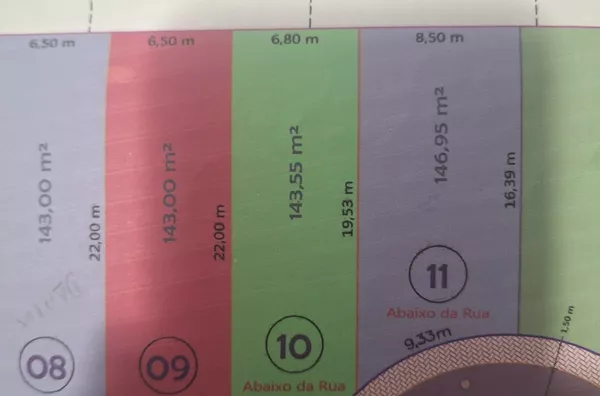 6,50 m
6,50 m
6,80 m
8,50 m
143,00 m²
22,00 m
143,00 m²
22,00 m
143,55 m²
19,53 m
146,95 m²
16,39 m
11
Abaixo da Rua
9,33m
1,50 m
08
09
10
Abaixo da Rua